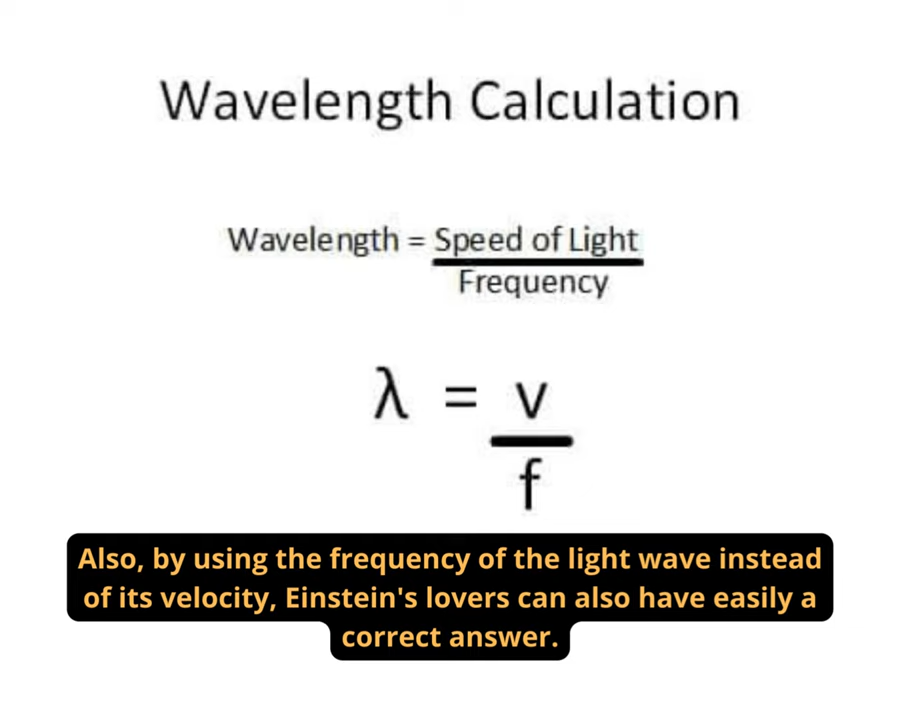 Wavelength Calculation
Wavelength = Speed of Light
Frequency
λ = v
f
Also, by using the frequency of the light wave instead
of its velocity, Einstein's lovers can also have easily a
correct answer.